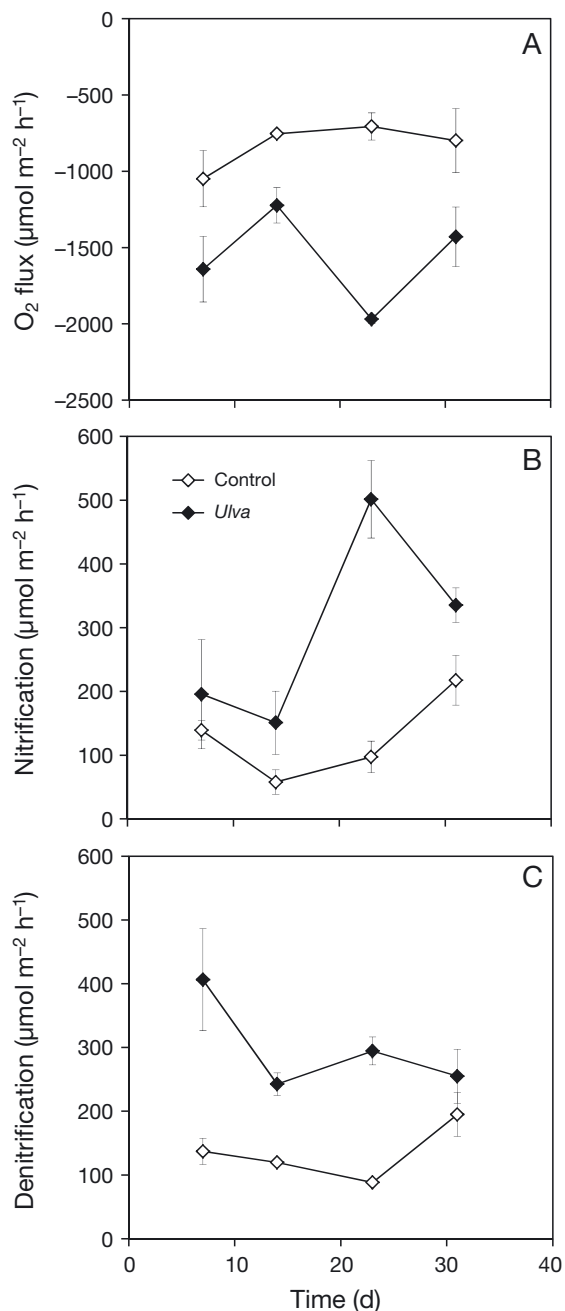 A
0
–500
–1000
–1500
–2000
–2500
O₂ flux (µmol m⁻² h⁻¹)
B
600
500
400
300
200
100
0
Nitrification (µmol m⁻² h⁻¹)
Control
Ulva
C
600
500
400
300
200
100
0
Denitrification (µmol m⁻² h⁻¹)
0 10 20 30 40
Time (d)